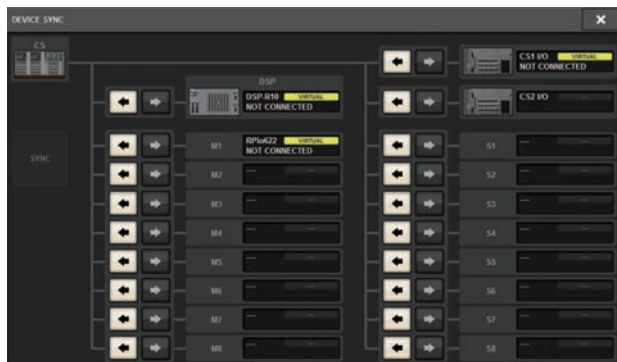 DEVICE SYNC
CS
CS1 I/O VIRTUAL
NOT CONNECTED
DSP
DSP-R10 VIRTUAL
NOT CONNECTED
CS2 I/O
SYNC
M1
RPio622 VIRTUAL
NOT CONNECTED
S1
M2
S2
M3
S3
M4
S4
M5
S5
M6
S6
M7
S7
M8
S8